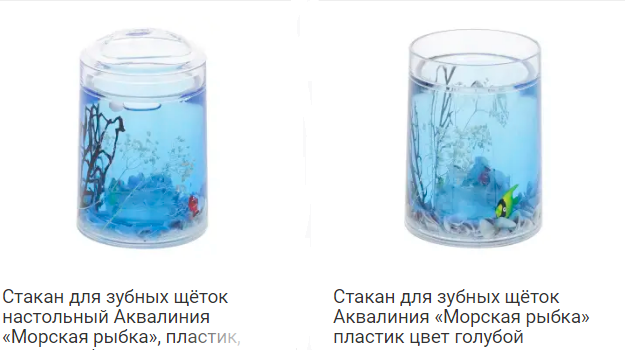 Стакан для зубных щёток
настольный Аквалиния
«Морская рыбка», пластик,
Стакан для зубных щёток
Аквалиния «Морская рыбка»
пластик цвет голубой